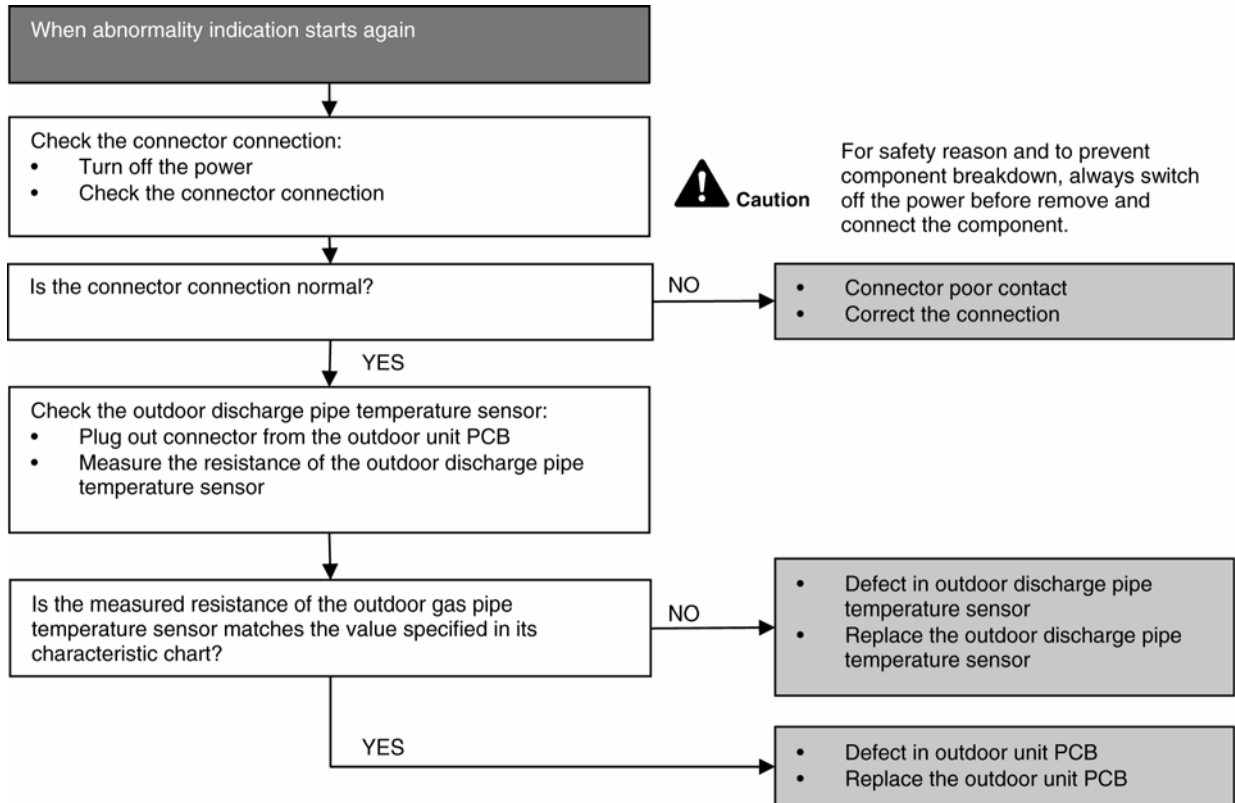 When abnormality indication starts again
Check the connector connection:
• Turn off the power
• Check the connector connection
Caution
For safety reason and to prevent
component breakdown, always switch
off the power before remove and
connect the component.
Is the connector connection normal?
NO
• Connector poor contact
• Correct the connection
YES
Check the outdoor discharge pipe temperature sensor:
• Plug out connector from the outdoor unit PCB
• Measure the resistance of the outdoor discharge pipe
temperature sensor
Is the measured resistance of the outdoor gas pipe
temperature sensor matches the value specified in its
characteristic chart?
NO
• Defect in outdoor discharge pipe
temperature sensor
• Replace the outdoor discharge pipe
temperature sensor
YES
• Defect in outdoor unit PCB
• Replace the outdoor unit PCB